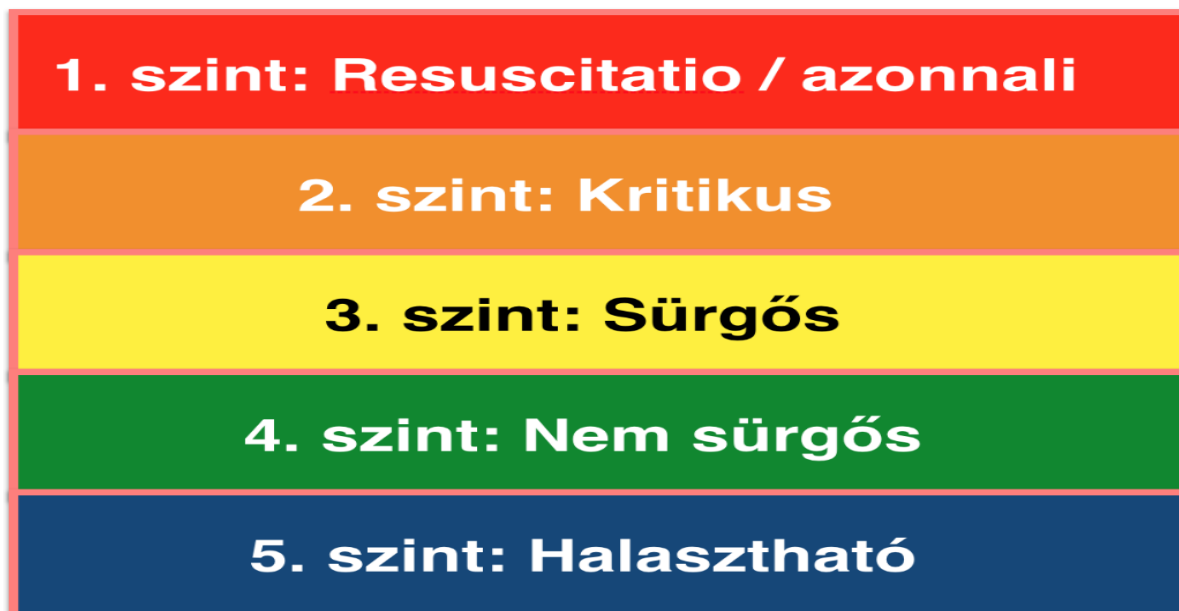 1. szint: Resuscitatio / azonnali
2. szint: Kritikus
3. szint: Sürgős
4. szint: Nem sürgős
5. szint: Halasztható